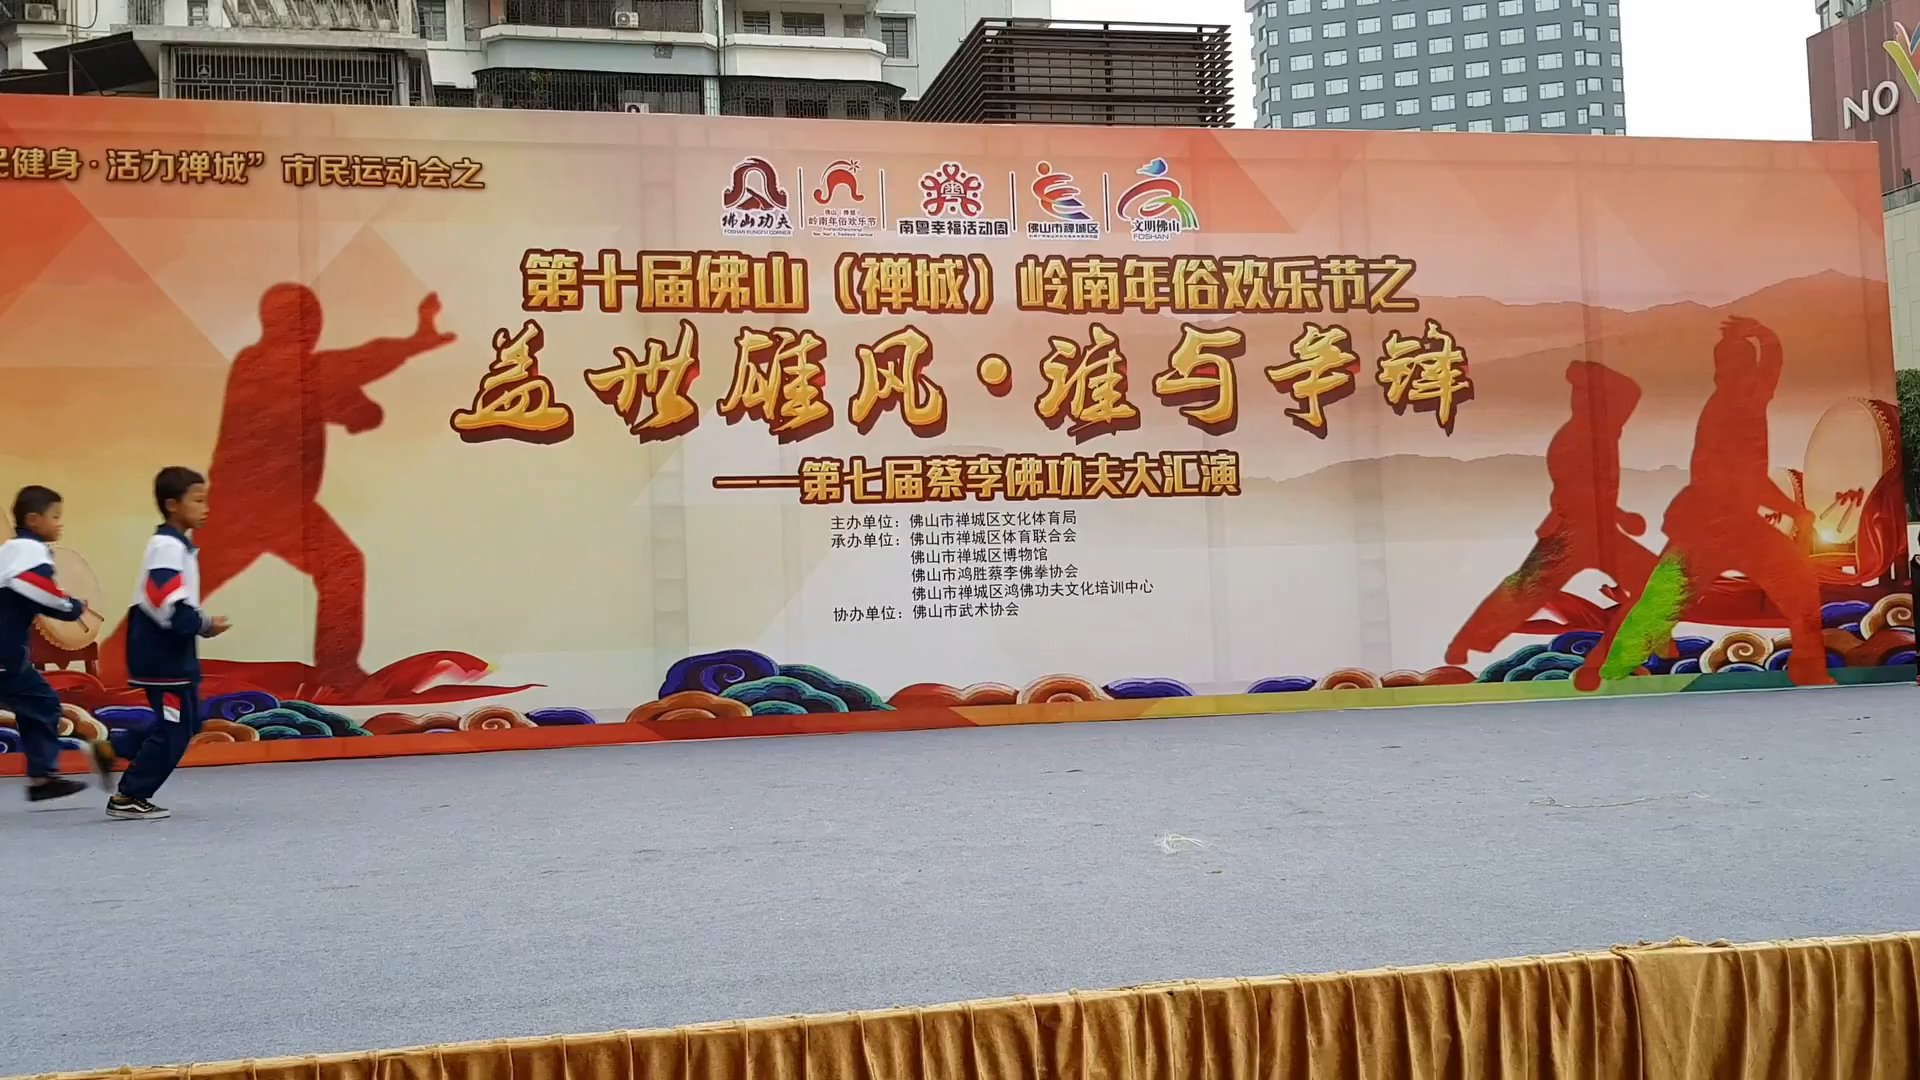 健身·活力禅城”市民运动会之
佛山功夫
FOSHAN KUNGFU CORNER
岭南年俗欢乐节
南粤幸福活动周
佛山市禅城区
文明佛山
FOSHAN
NO
第十届佛山（禅城）岭南年俗欢乐节之
盖世雄风·谁与争锋
——第七届蔡李佛功夫大汇演
主办单位：佛山市禅城区文化体育局
承办单位：佛山市禅城区体育联合会
佛山市禅城区博物馆
佛山市鸿胜蔡李佛拳协会
佛山市禅城区鸿佛功夫文化培训中心
协办单位：佛山市武术协会